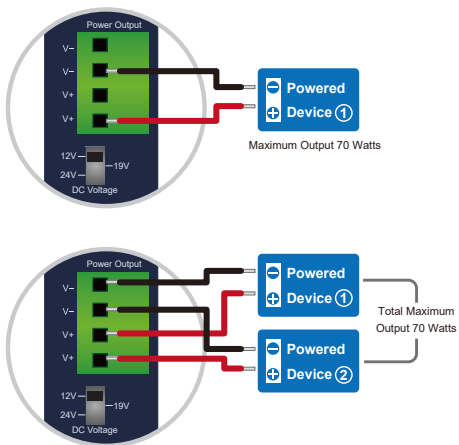 Power Output
V–
V–
V+
V+
12V
19V
24V
DC Voltage
Powered
Device 1
Maximum Output 70 Watts
Power Output
V–
V–
V+
V+
12V
19V
24V
DC Voltage
Powered
Device 1
Powered
Device 2
Total Maximum
Output 70 Watts